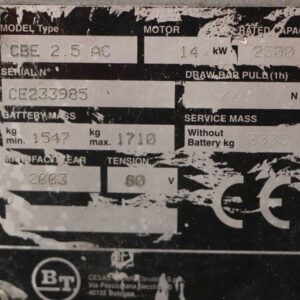 MODEL Type MOTOR RATED CAPAC
CBE 2.5 AC 14 kW 2500
SERIAL N° DRAW-BAR PULL (1h)
CE233985 N
BATTERY MASS SERVICE MASS
kg min. 1547 kg max. 1710 Without Battery kg
YEAR TENSION
2003 80 V
CE
BT
40132 Bologna